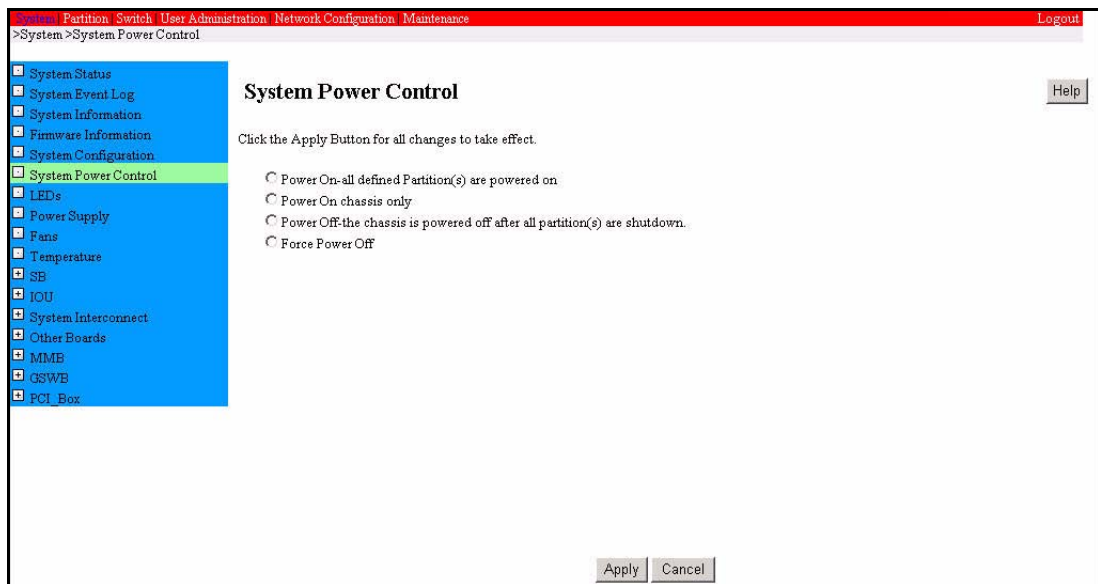 System | Partition | Switch | User Administration | Network Configuration | Maintenance Logout
>System >System Power Control
System Status
System Event Log
System Information
Firmware Information
System Configuration
System Power Control
LEDs
Power Supply
Fans
Temperature
SB
IOU
System Interconnect
Other Boards
MMB
GSWB
PCI_Box
System Power Control
Help
Click the Apply Button for all changes to take effect.
Power On-all defined Partition(s) are powered on
Power On chassis only
Power Off-the chassis is powered off after all partition(s) are shutdown.
Force Power Off
Apply Cancel